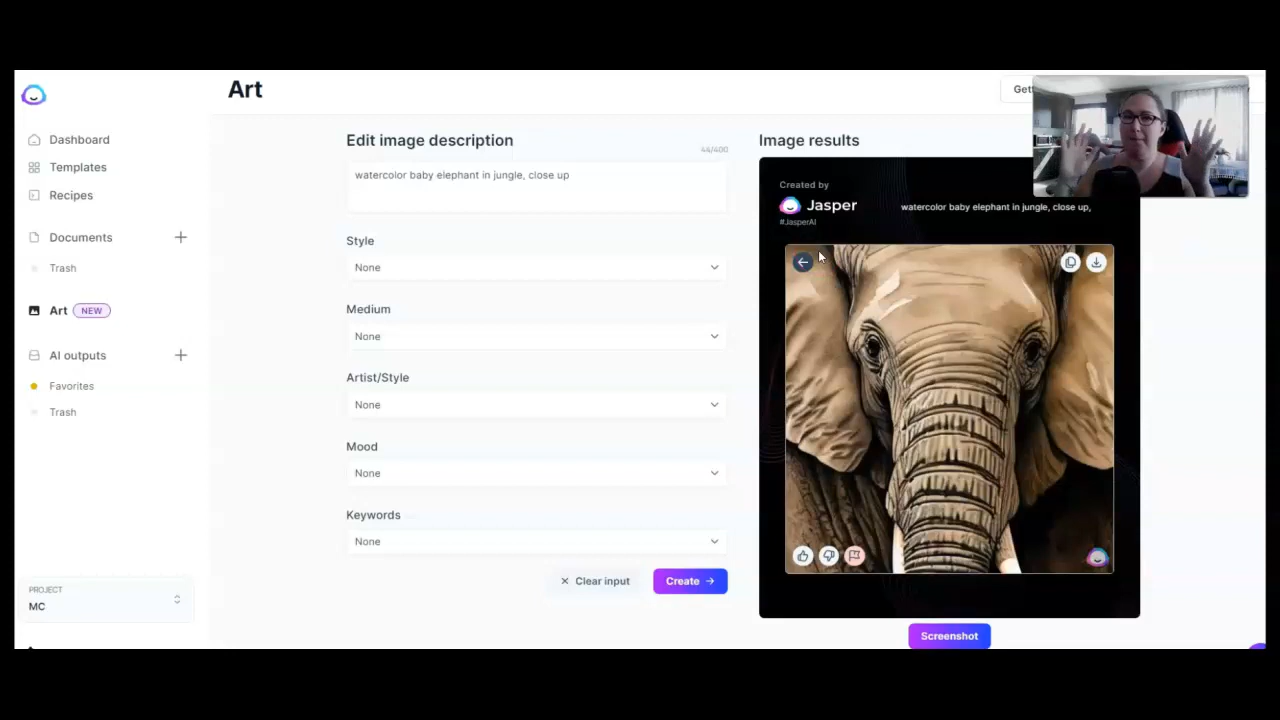 Art
Gett
Dashboard
Templates
Recipes
Documents
Trash
Art NEW
AI outputs
Favorites
Trash
PROJECT
MC
Edit image description
44/400
watercolor baby elephant in jungle, close up
Style
None
Medium
None
Artist/Style
None
Mood
None
Keywords
None
Clear input
Create
Image results
Created by
Jasper
#JasperAI
watercolor baby elephant in jungle, close up,
Screenshot